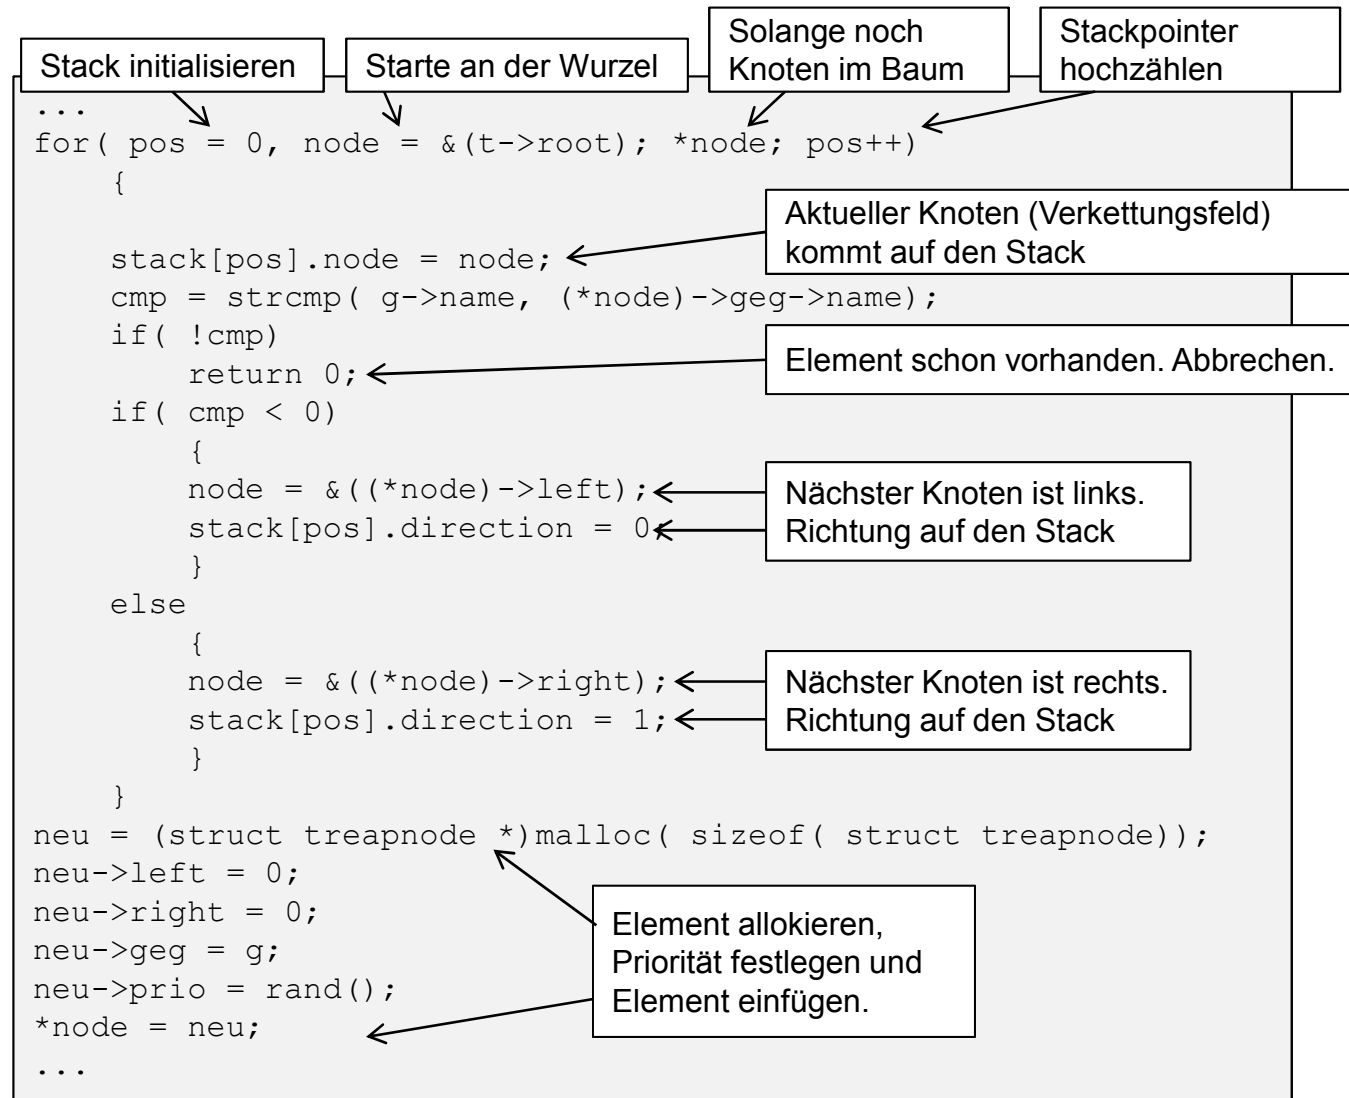 Stack initialisieren
Starte an der Wurzel
Solange noch
Knoten im Baum
Stackpointer
hochzählen
...
for( pos = 0, node = &(t->root); *node; pos++)
{
Aktueller Knoten (Verkettungsfeld)
kommt auf den Stack
stack[pos].node = node;
cmp = strcmp( g->name, (*node)->geg->name);
if( !cmp)
return 0;
Element schon vorhanden. Abbrechen.
if( cmp < 0)
{
node = &((*node)->left);
stack[pos].direction = 0;
Nächster Knoten ist links.
Richtung auf den Stack
}
else
{
node = &((*node)->right);
stack[pos].direction = 1;
Nächster Knoten ist rechts.
Richtung auf den Stack
}
}
neu = (struct treapnode *)malloc( sizeof( struct treapnode));
neu->left = 0;
neu->right = 0;
neu->geg = g;
neu->prio = rand();
*node = neu;
Element allokieren,
Priorität festlegen und
Element einfügen.
...